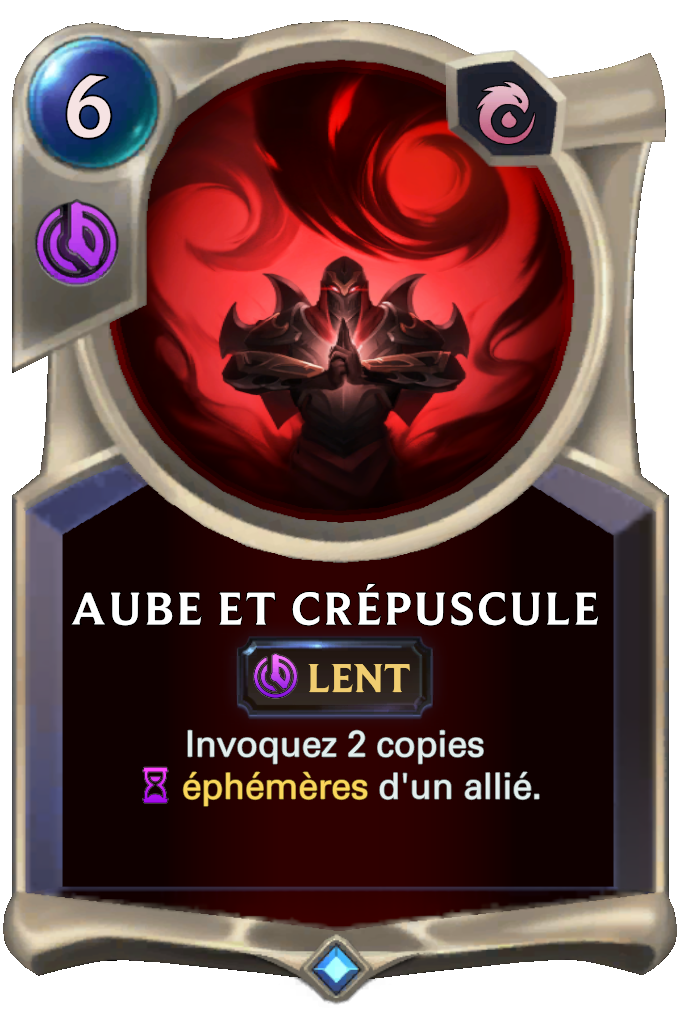 6
AUBE ET CRÉPUSCULE
LENT
Invoquez 2 copies
éphémères d'un allié.